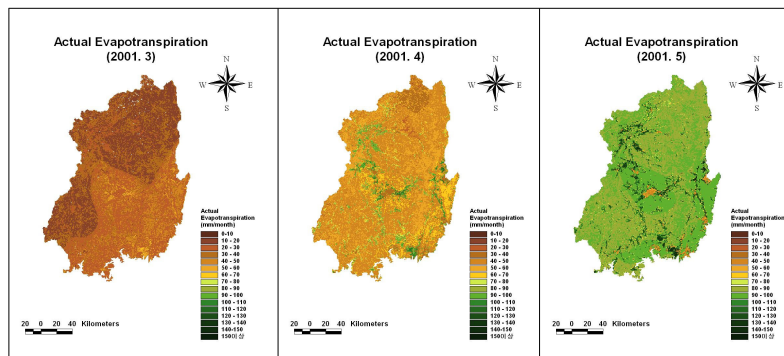 Actual Evapotranspiration
(2001. 3)
N
W E
S
Actual
Evapotranspiration
(mm/month)
0-10
10 - 20
20 - 30
30 - 40
40 - 50
50 - 60
60 - 70
70 - 80
80 - 90
90 - 100
100 - 110
110 - 120
120 - 130
130 - 140
140-150
150이상
20 0 20 40 Kilometers
Actual Evapotranspiration
(2001. 4)
N
W E
S
Actual
Evapotranspiration
(mm/month)
0-10
10 - 20
20 - 30
30 - 40
40 - 50
50 - 60
60 - 70
70 - 80
80 - 90
90 - 100
100 - 110
110 - 120
120 - 130
130 - 140
140-150
150이상
20 0 20 40 Kilometers
Actual Evapotranspiration
(2001. 5)
N
W E
S
Actual
Evapotranspiration
(mm/month)
0-10
10 - 20
20 - 30
30 - 40
40 - 50
50 - 60
60 - 70
70 - 80
80 - 90
90 - 100
100 - 110
110 - 120
120 - 130
130 - 140
140-150
150이상
20 0 20 40 Kilometers